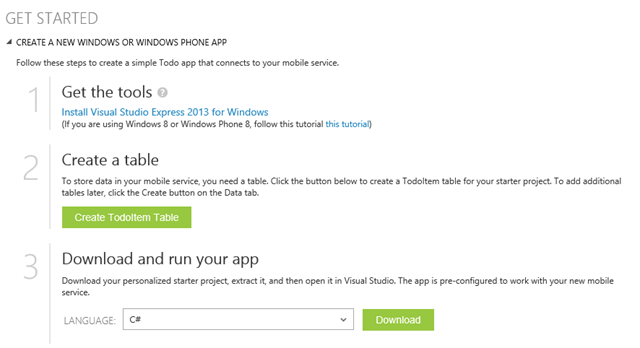 GET STARTED
CREATE A NEW WINDOWS OR WINDOWS PHONE APP
Follow these steps to create a simple Todo app that connects to your mobile service.
1
Get the tools ?
Install Visual Studio Express 2013 for Windows
(If you are using Windows 8 or Windows Phone 8, follow this tutorial this tutorial)
2
Create a table
To store data in your mobile service, you need a table. Click the button below to create a TodoItem table for your starter project. To add additional
tables later, click the Create button on the Data tab.
Create TodoItem Table
3
Download and run your app
Download your personalized starter project, extract it, and then open it in Visual Studio. The app is pre-configured to work with your new mobile
service.
LANGUAGE: C# Download